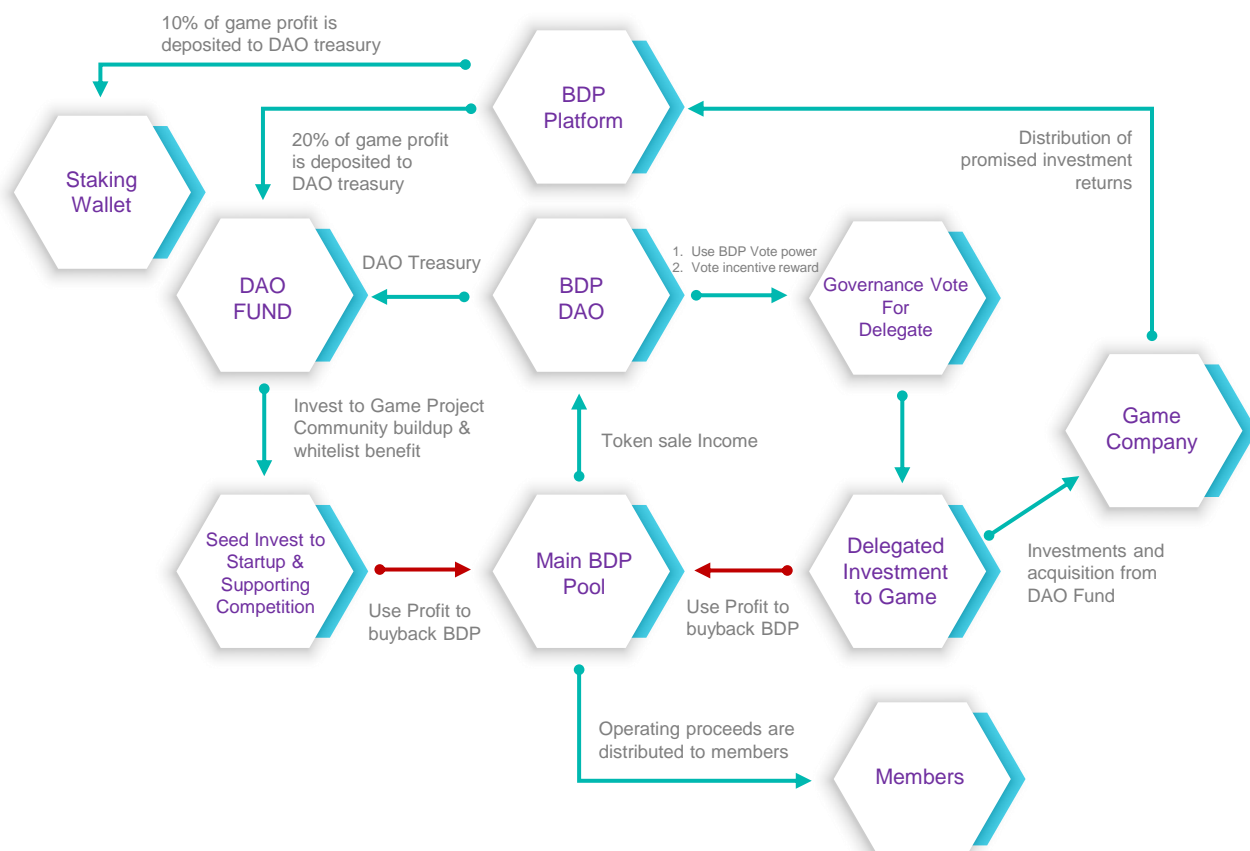 10% of game profit is
deposited to DAO treasury
BDP
Platform
20% of game profit
is deposited to
DAO treasury
Distribution of
promised investment
returns
Staking
Wallet
DAO
FUND
DAO Treasury
BDP
DAO
1. Use BDP Vote power
2. Vote incentive reward
Governance Vote
For
Delegate
Game
Company
Invest to Game Project
Community buildup &
whitelist benefit
Token sale Income
Seed Invest to
Startup &
Supporting
Competition
Use Profit to
buyback BDP
Main BDP
Pool
Use Profit to
buyback BDP
Delegated
Investment
to Game
Investments and
acquisition from
DAO Fund
Operating proceeds are
distributed to members
Members